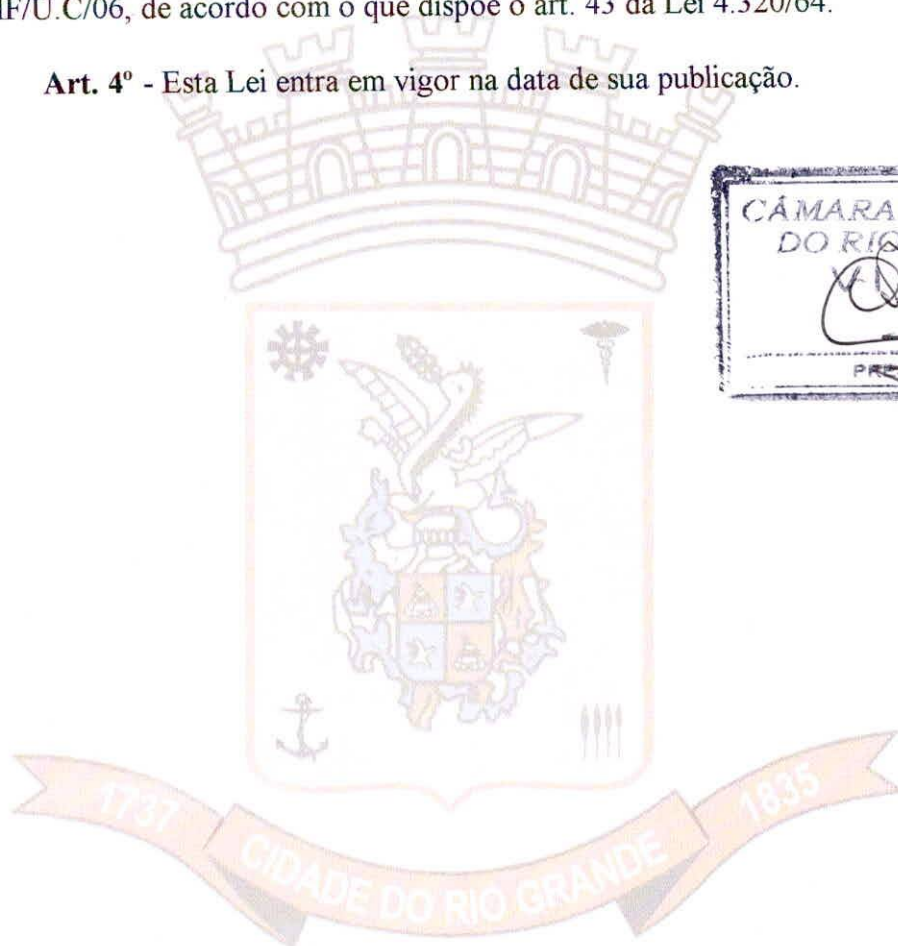 IF/U.C/06, de acordo com o que dispõe o art. 43 da Lei 4.320/64.
Art. 4º - Esta Lei entra em vigor na data de sua publicação.
CÂMARA
DO RIO
1737
CIDADE DO RIO GRANDE
1835